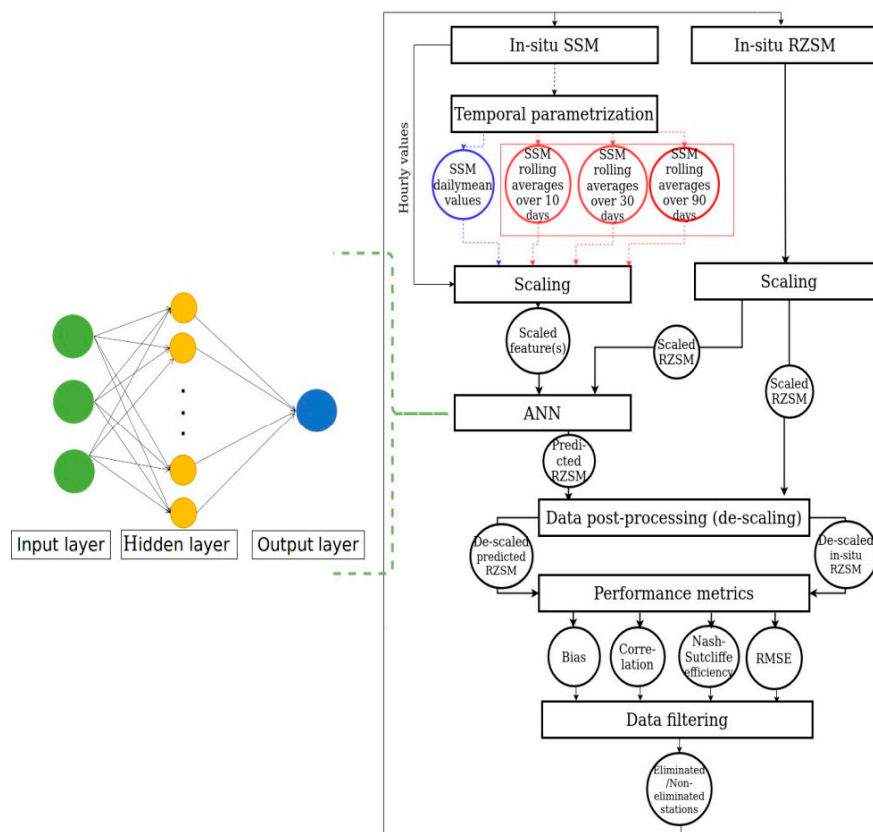 In-situ SSM
In-situ RZSM
Hourly values
Temporal parametrization
SSM
dailymean
values
SSM
rolling
averages
over 10
days
SSM
rolling
averages
over 30
days
SSM
rolling
averages
over 90
days
Scaling
Scaling
Scaled
feature(s)
Scaled
RZSM
Scaled
RZSM
ANN
Predi-
cted
RZSM
Input layer
Hidden layer
Output layer
Data post-processing (de-scaling)
De-scaled
predicted
RZSM
De-scaled
in-situ
RZSM
Performance metrics
Bias
Corre-
lation
Nash-
Sutcliffe
efficiency
RMSE
Data filtering
Eliminated
/Non-
eliminated
stations